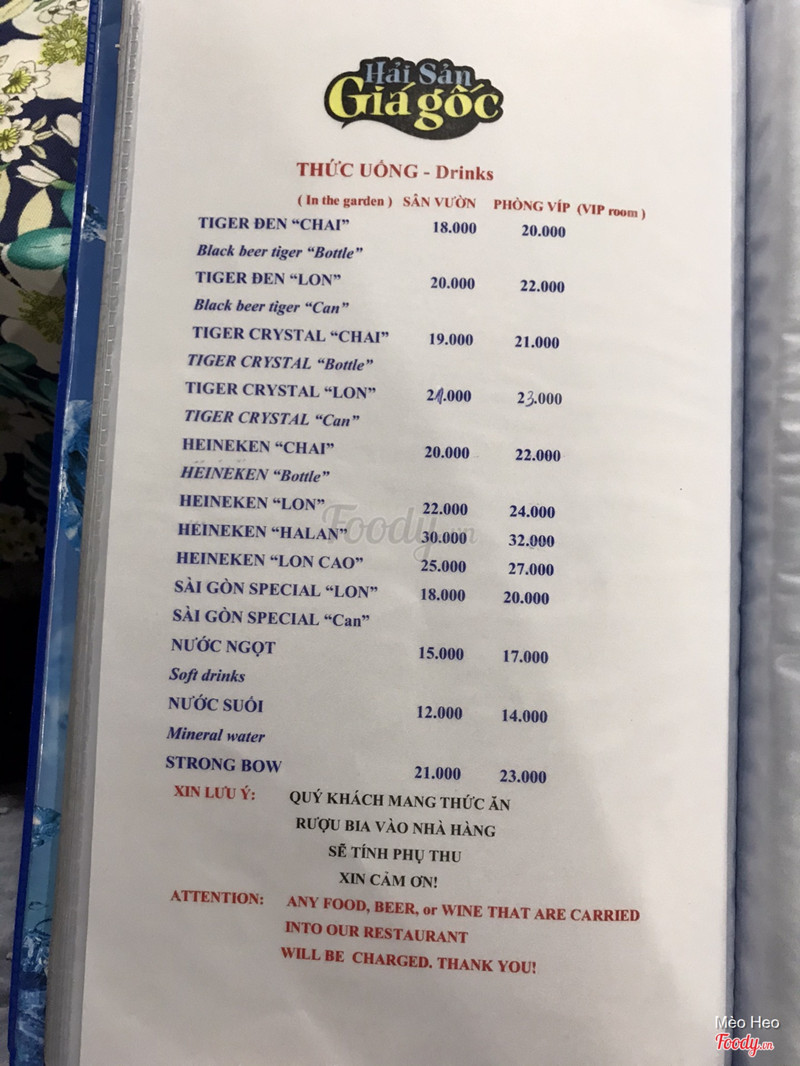 Hải Sản
Giá gốc
THỨC UỐNG - Drinks
( In the garden ) SÂN VƯỜN PHÒNG VÍP (VIP room )
TIGER ĐEN “CHAI” 18.000 20.000
Black beer tiger “Bottle”
TIGER ĐEN “LON” 20.000 22.000
Black beer tiger “Can”
TIGER CRYSTAL “CHAI” 19.000 21.000
TIGER CRYSTAL “Bottle”
TIGER CRYSTAL “LON” 21.000 23.000
TIGER CRYSTAL “Can”
HEINEKEN “CHAI” 20.000 22.000
HEINEKEN “Bottle”
HEINEKEN “LON” 22.000 24.000
Foody.vn
HEINEKEN “HALAN” 30.000 32.000
HEINEKEN “LON CAO” 25.000 27.000
SÀI GÒN SPECIAL “LON” 18.000 20.000
SÀI GÒN SPECIAL “Can”
NƯỚC NGỌT 15.000 17.000
Soft drinks
NƯỚC SUỐI 12.000 14.000
Mineral water
STRONG BOW 21.000 23.000
XIN LƯU Ý: QUÝ KHÁCH MANG THỨC ĂN
RƯỢU BIA VÀO NHÀ HÀNG
SẼ TÍNH PHỤ THU
XIN CẢM ƠN!
ATTENTION: ANY FOOD, BEER, or WINE THAT ARE CARRIED
INTO OUR RESTAURANT
WILL BE CHARGED. THANK YOU!
Mèo Heo
Foody.vn